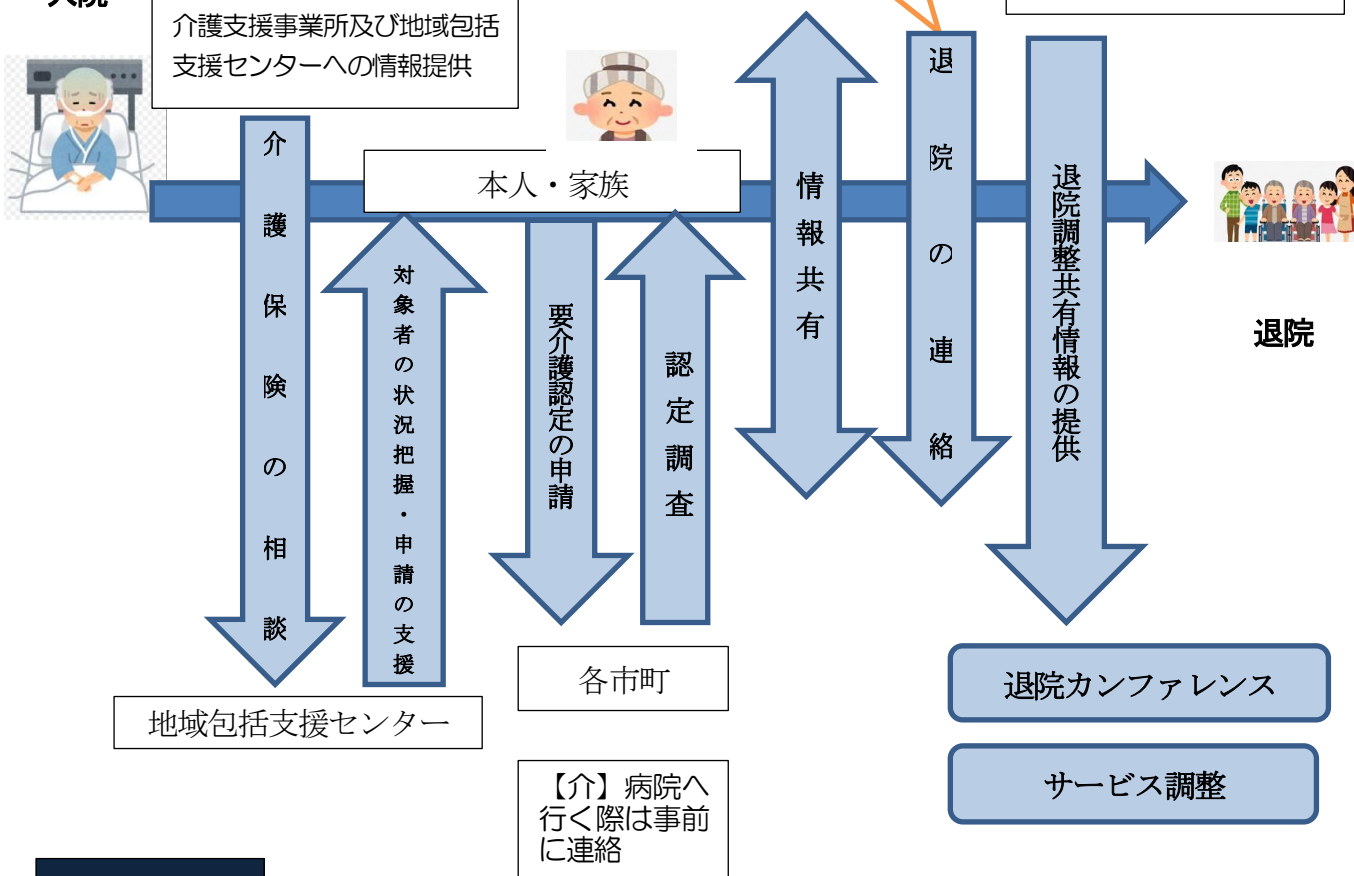 介護支援事業所及び地域包括
支援センターへの情報提供
本人・家族
介護保険の相談
対象者の状況把握・申請の支援
要介護認定の申請
認定調査
情報共有
退院の連絡
退院調整共有情報の提供
退院
地域包括支援センター
各市町
【介】病院へ
行く際は事前
に連絡
退院カンファレンス
サービス調整